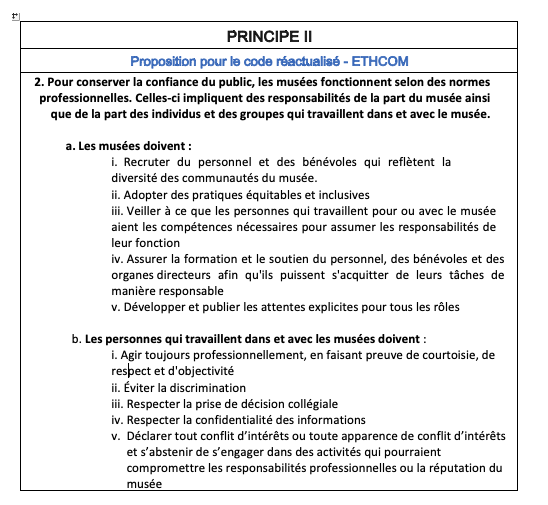 PRINCIPE II
Proposition pour le code réactualisé - ETHCOM
2. Pour conserver la confiance du public, les musées fonctionnent selon des normes
professionnelles. Celles-ci impliquent des responsabilités de la part du musée ainsi
que de la part des individus et des groupes qui travaillent dans et avec le musée.
a. Les musées doivent :
i. Recruter du personnel et des bénévoles qui reflètent la
diversité des communautés du musée.
ii. Adopter des pratiques équitables et inclusives
iii. Veiller à ce que les personnes qui travaillent pour ou avec le musée
aient les compétences nécessaires pour assumer les responsabilités de
leur fonction
iv. Assurer la formation et le soutien du personnel, des bénévoles et des
organes directeurs afin qu'ils puissent s'acquitter de leurs tâches de
manière responsable
v. Développer et publier les attentes explicites pour tous les rôles
b. Les personnes qui travaillent dans et avec les musées doivent :
i. Agir toujours professionnellement, en faisant preuve de courtoisie, de
respect et d'objectivité
ii. Éviter la discrimination
iii. Respecter la prise de décision collégiale
iv. Respecter la confidentialité des informations
v. Déclarer tout conflit d'intérêts ou toute apparence de conflit d'intérêts
et s'abstenir de s'engager dans des activités qui pourraient
compromettre les responsabilités professionnelles ou la réputation du
musée